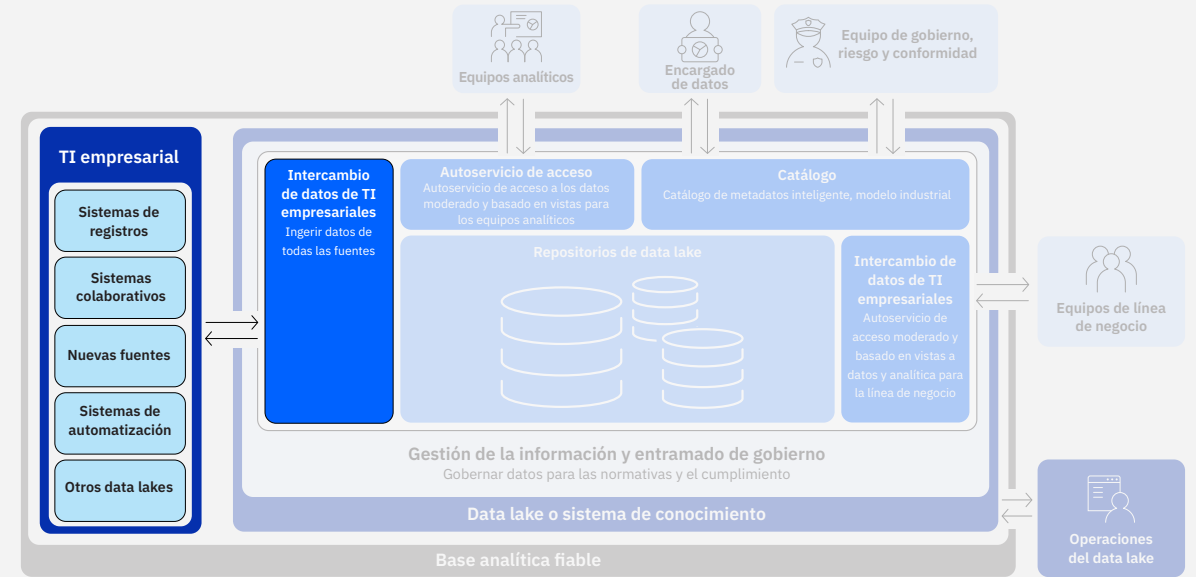 Equipos analíticos
Encargado
de datos
Equipo de gobierno,
riesgo y conformidad
TI empresarial
Sistemas de
registros
Sistemas
colaborativos
Nuevas fuentes
Sistemas de
automatización
Otros data lakes
Intercambio
de datos de TI
empresariales
Ingerir datos de
todas las fuentes
Autoservicio de acceso
Autoservicio de acceso a los datos
moderado y basado en vistas para
los equipos analíticos
Catálogo
Catálogo de metadatos inteligente, modelo industrial
Repositorios de data lake
Intercambio de
datos de TI
empresariales
Autoservicio de
acceso moderado y
basado en vistas a
datos y analítica para
la línea de negocio
Equipos de línea
de negocio
Gestión de la información y entramado de gobierno
Gobernar datos para las normativas y el cumplimiento
Data lake o sistema de conocimiento
Operaciones
del data lake
Base analítica fiable